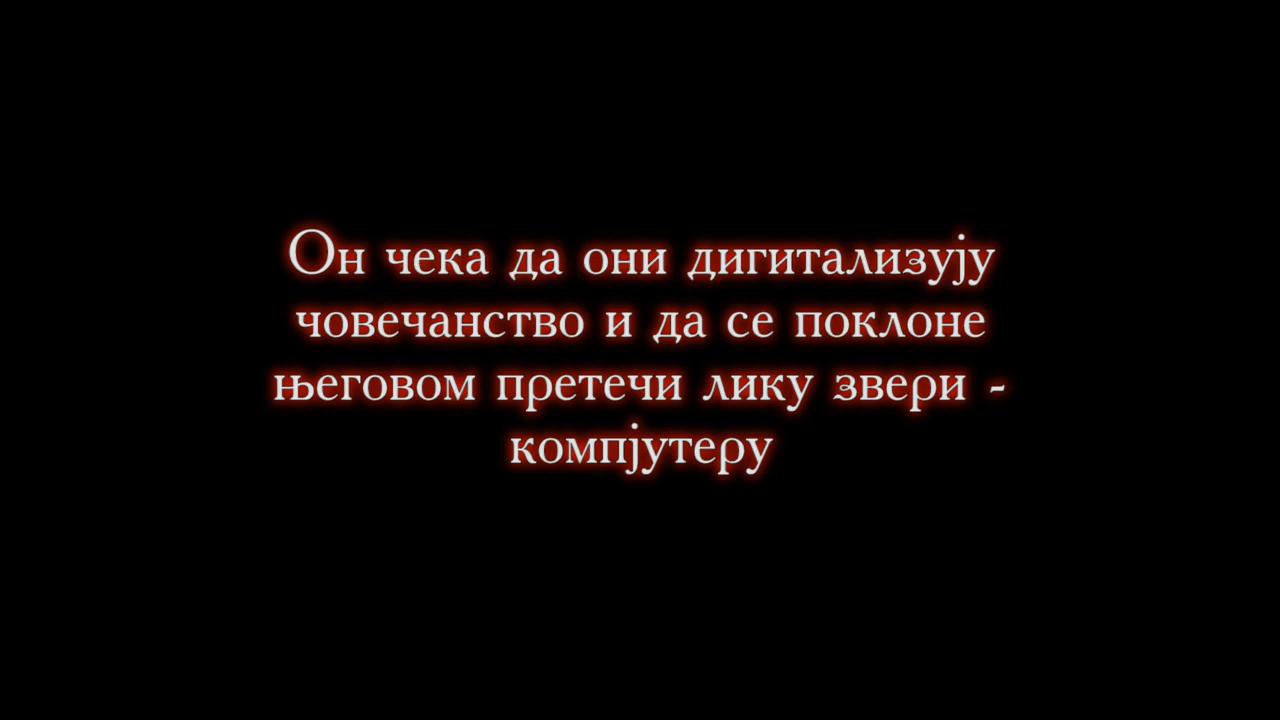 Он чека да они дигитализују
човечанство и да се поклоне
његовом претечи лику звери -
компјутеру